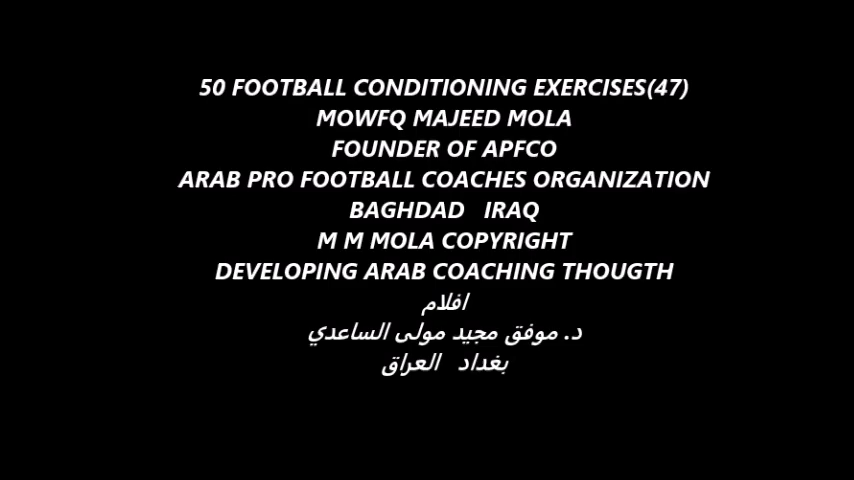 50 FOOTBALL CONDITIONING EXERCISES(47)
MOWFQ MAJEED MOLA
FOUNDER OF APFCO
ARAB PRO FOOTBALL COACHES ORGANIZATION
BAGHDAD   IRAQ
M M MOLA COPYRIGHT
DEVELOPING ARAB COACHING THOUGTH
افلام
د. موفق مجيد مولى الساعدي
بغداد   العراق